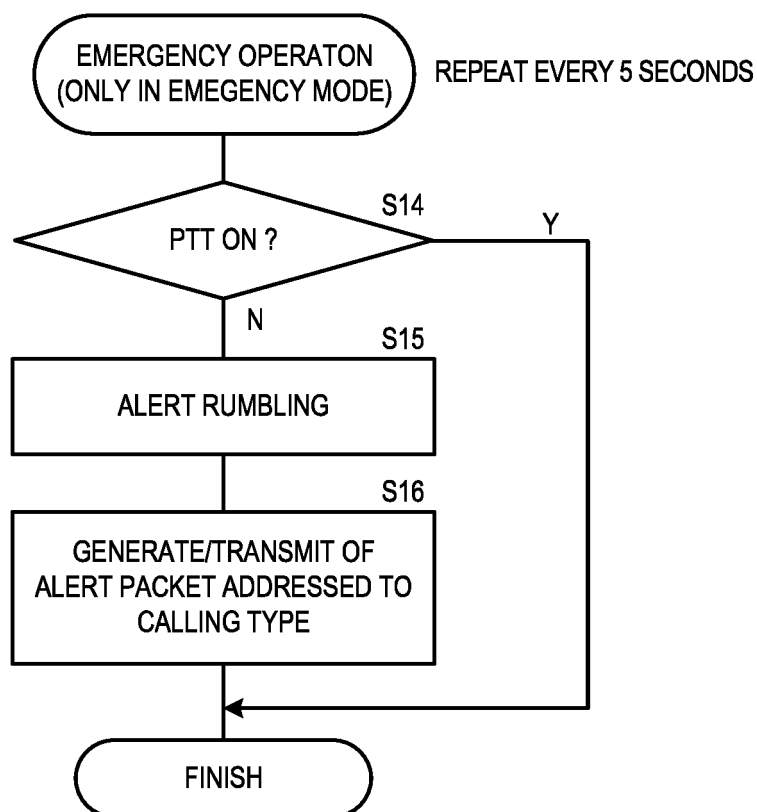 EMERGENCY OPERATON
(ONLY IN EMEGENCY MODE)
REPEAT EVERY 5 SECONDS
S14
PTT ON ?
Y
N
S15
ALERT RUMBLING
S16
GENERATE/TRANSMIT OF
ALERT PACKET ADDRESSED TO
CALLING TYPE
FINISH